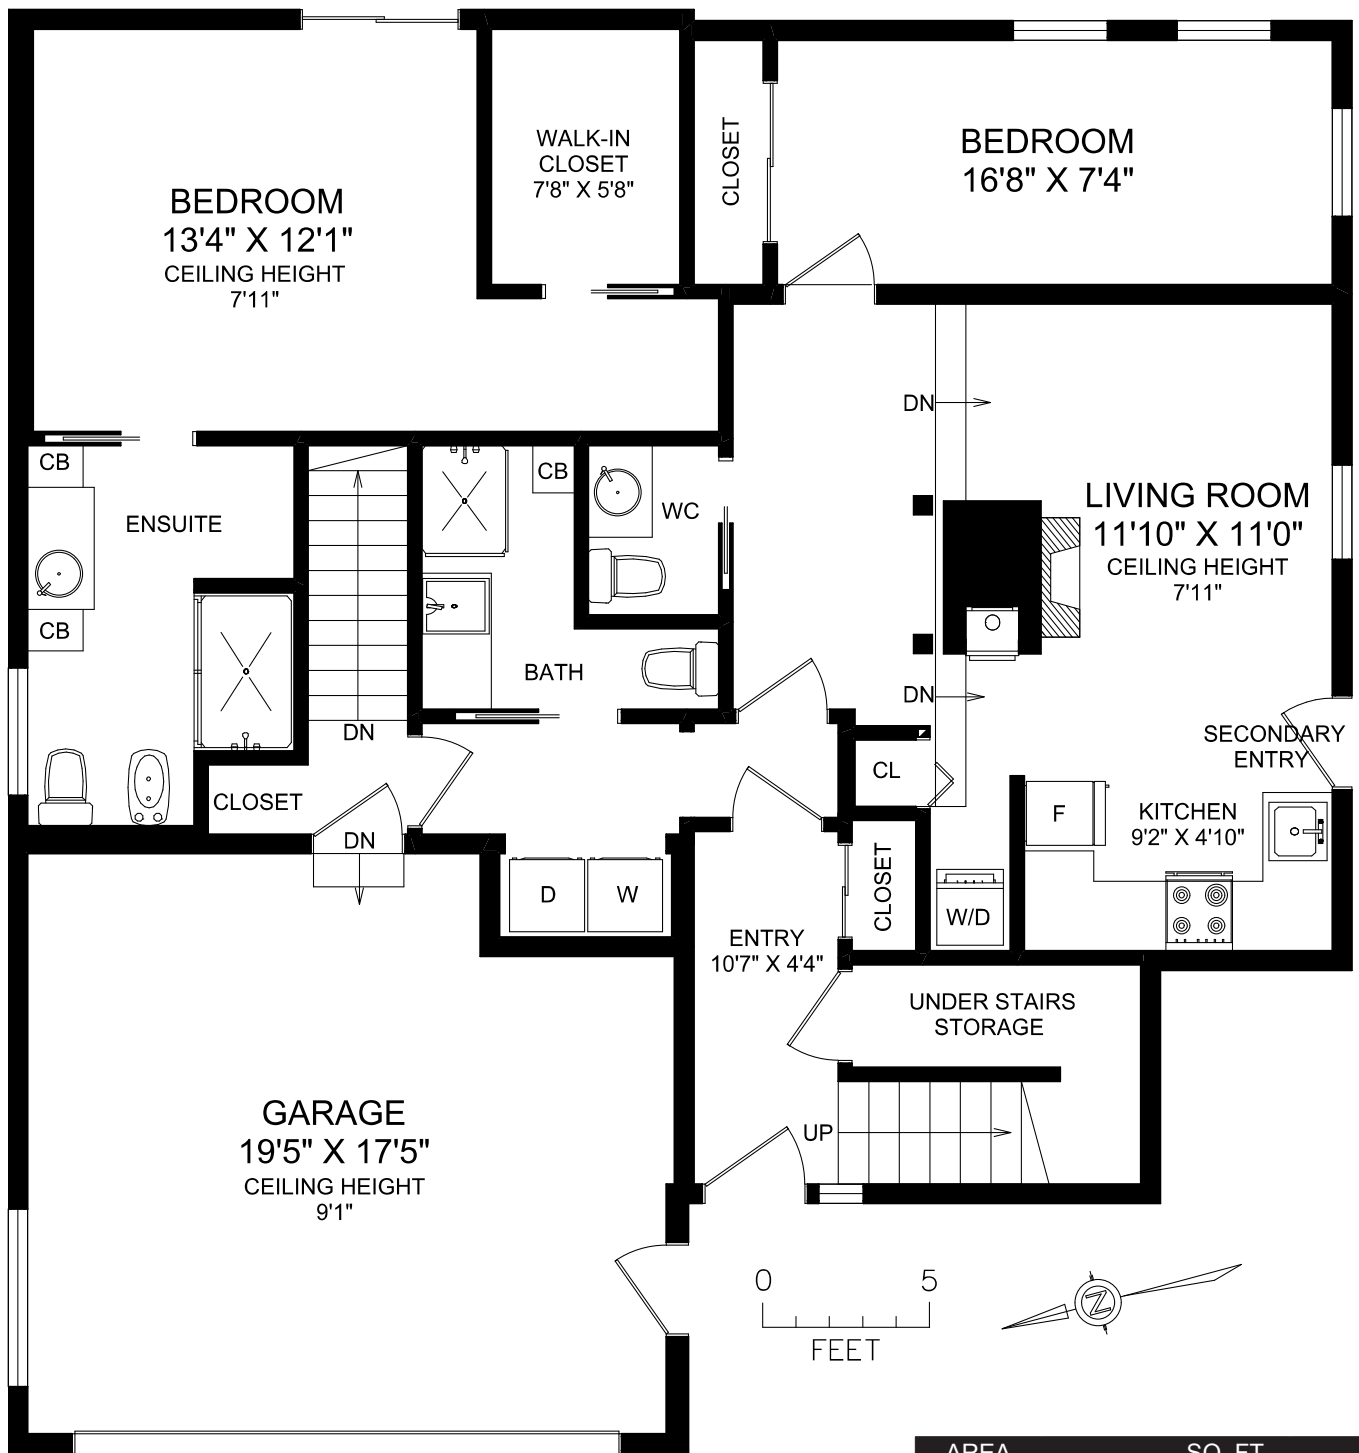 WALK-IN
CLOSET
7'8" X 5'8"
CLOSET
BEDROOM
16'8" X 7'4"
BEDROOM
13'4" X 12'1"
CEILING HEIGHT
7'11"
DN
CB
CB
ENSUITE
WC
LIVING ROOM
11'10" X 11'0"
CEILING HEIGHT
7'11"
CB
BATH
DN
DN
SECONDARY
ENTRY
CL
CLOSET
F
KITCHEN
9'2" X 4'10"
DN
D
W
CLOSET
W/D
ENTRY
10'7" X 4'4"
UNDER STAIRS
STORAGE
GARAGE
19'5" X 17'5"
CEILING HEIGHT
9'1"
UP
0 5
FEET
N
AREA SQ. FT.